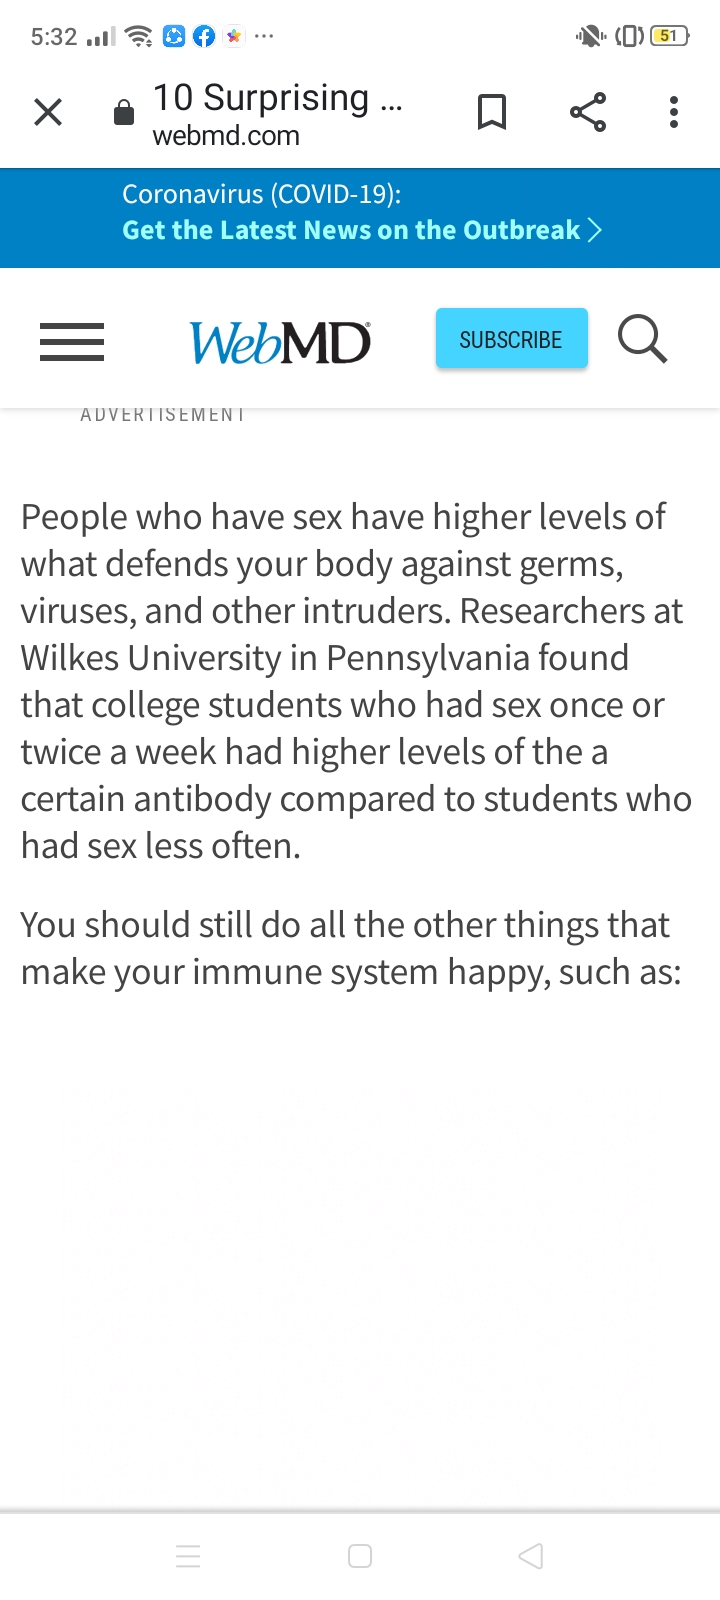 5:32
51
10 Surprising ...
webmd.com
Coronavirus (COVID-19):
Get the Latest News on the Outbreak >
WebMD
SUBSCRIBE
ADVERTISEMENT
People who have sex have higher levels of
what defends your body against germs,
viruses, and other intruders. Researchers at
Wilkes University in Pennsylvania found
that college students who had sex once or
twice a week had higher levels of the a
certain antibody compared to students who
had sex less often.
You should still do all the other things that
make your immune system happy, such as: